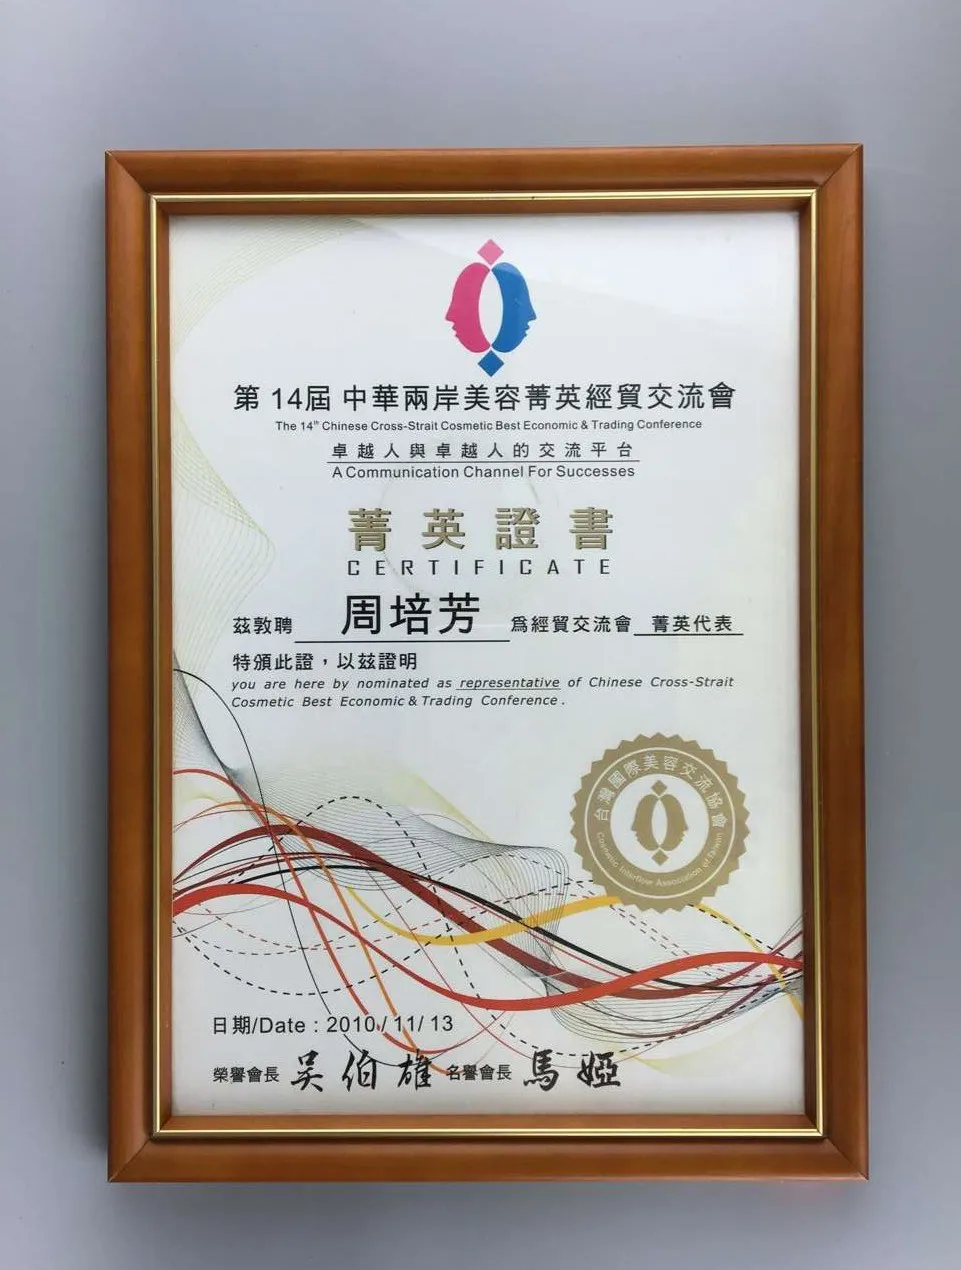 第 14屆 中華兩岸美容菁英經貿交流會
The 14th Chinese Cross-Strait Cosmetic Best Economic & Trading Conference
卓越人與卓越人的交流平台
A Communication Channel For Successes
菁英證書
CERTIFICATE
茲敦聘 周培芳 為經貿交流會 菁英代表
特頒此證，以茲證明
you are here by nominated as representative of Chinese Cross-Strait
Cosmetic Best Economic & Trading Conference .
台灣國際美容交流協會
Cosmetic Interflow Association of Taiwan
日期/Date : 2010/11/13
榮譽會長 吳伯雄 名譽會長 馬婭